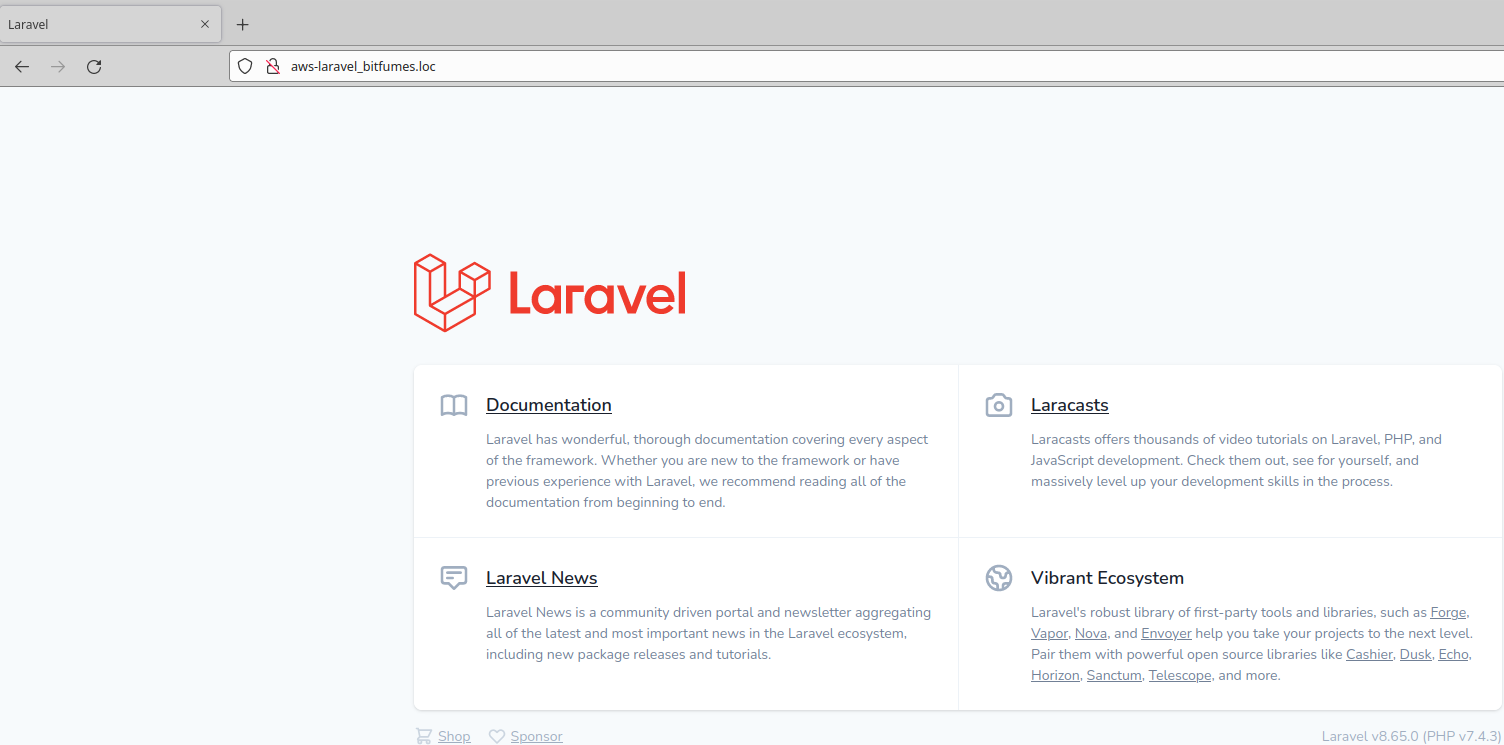 Laravel
aws-laravel_bitfumes.loc
Laravel
Documentation
Laravel has wonderful, thorough documentation covering every aspect
of the framework. Whether you are new to the framework or have
previous experience with Laravel, we recommend reading all of the
documentation from beginning to end.
Laracasts
Laracasts offers thousands of video tutorials on Laravel, PHP, and
JavaScript development. Check them out, see for yourself, and
massively level up your development skills in the process.
Laravel News
Laravel News is a community driven portal and newsletter aggregating
all of the latest and most important news in the Laravel ecosystem,
including new package releases and tutorials.
Vibrant Ecosystem
Laravel's robust library of first-party tools and libraries, such as Forge,
Vapor, Nova, and Envoyer help you take your projects to the next level.
Pair them with powerful open source libraries like Cashier, Dusk, Echo,
Horizon, Sanctum, Telescope, and more.
Shop Sponsor
Laravel v8.65.0 (PHP v7.4.3)